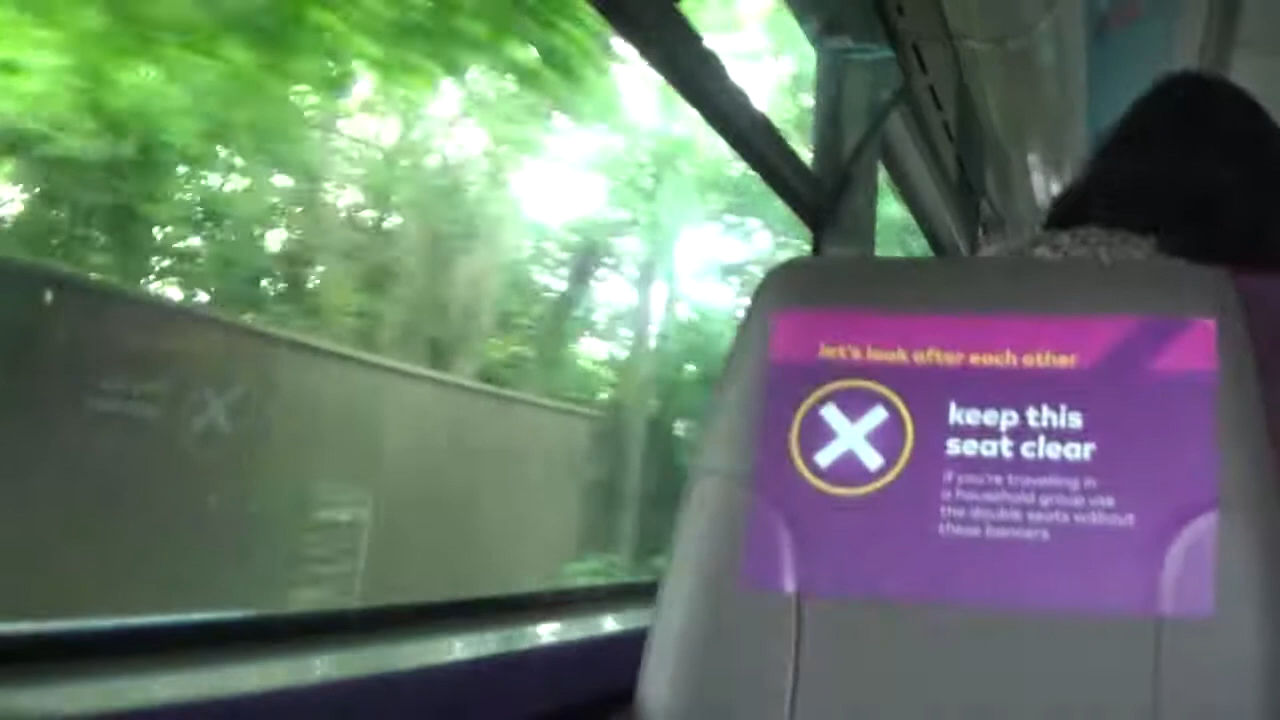 let's look after each other
keep this
seat clear
if you're travelling in
a household group use
the double seats without
these banners